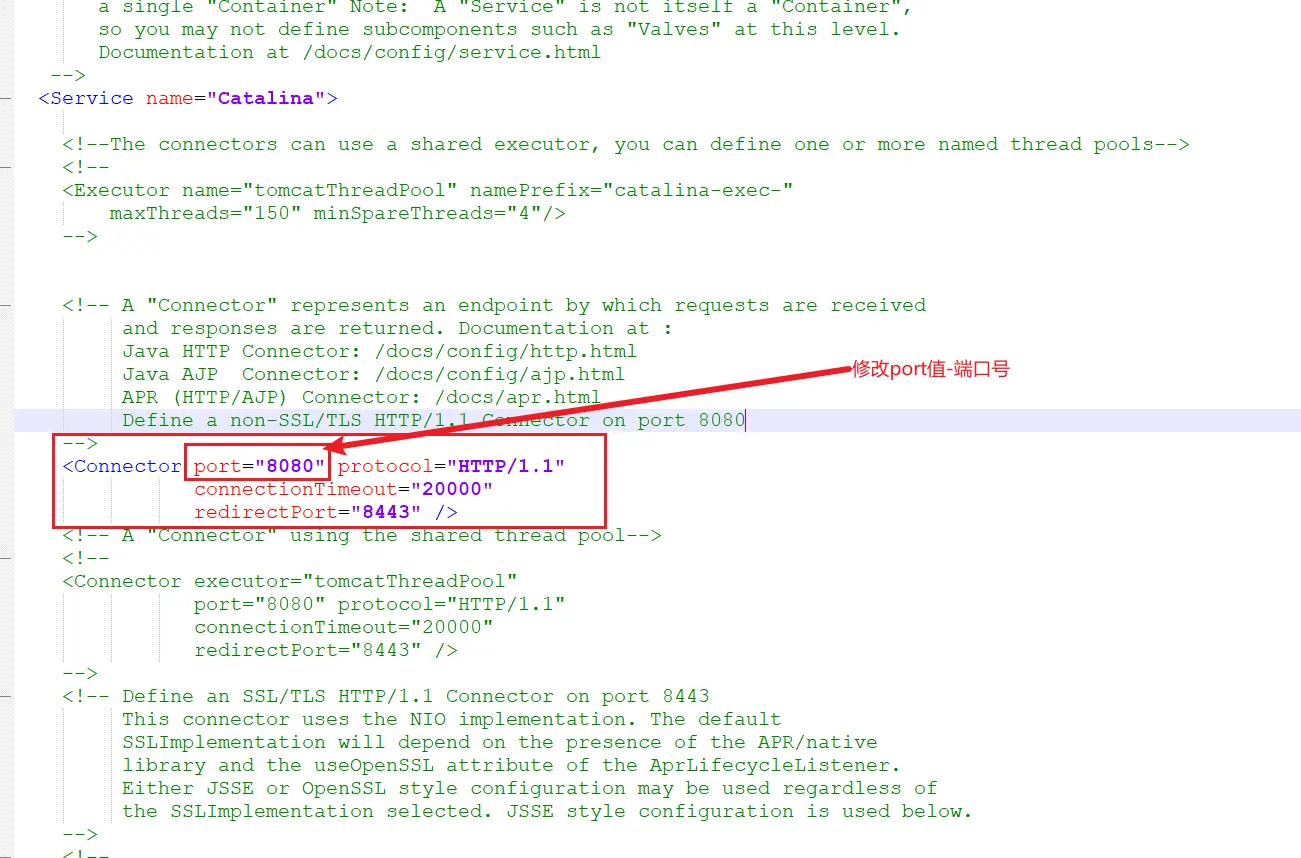 a single "Container" Note:  A "Service" is not itself a "Container",
so you may not define subcomponents such as "Valves" at this level.
Documentation at /docs/config/service.html
-->
<Service name="Catalina">
<!--The connectors can use a shared executor, you can define one or more named thread pools-->
<!--
<Executor name="tomcatThreadPool" namePrefix="catalina-exec-"
maxThreads="150" minSpareThreads="4"/>
-->
<!-- A "Connector" represents an endpoint by which requests are received
and responses are returned. Documentation at :
Java HTTP Connector: /docs/config/http.html
Java AJP  Connector: /docs/config/ajp.html
修改port值-端口号
APR (HTTP/AJP) Connector: /docs/apr.html
Define a non-SSL/TLS HTTP/1.1 Connector on port 8080
-->
<Connector port="8080" protocol="HTTP/1.1"
connectionTimeout="20000"
redirectPort="8443" />
<!-- A "Connector" using the shared thread pool-->
<!--
<Connector executor="tomcatThreadPool"
port="8080" protocol="HTTP/1.1"
connectionTimeout="20000"
redirectPort="8443" />
-->
<!-- Define an SSL/TLS HTTP/1.1 Connector on port 8443
This connector uses the NIO implementation. The default
SSLImplementation will depend on the presence of the APR/native
library and the useOpenSSL attribute of the AprLifecycleListener.
Either JSSE or OpenSSL style configuration may be used regardless of
the SSLImplementation selected. JSSE style configuration is used below.
-->
<!--